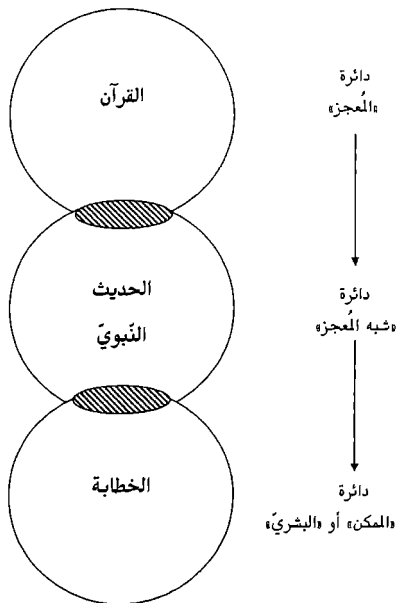 القرآن
دائرة
«المُعجز»
الحديث
النّبويّ
دائرة
«شبه المُعجز»
الخطابة
دائرة
«الممكن» أو «البشريّ»